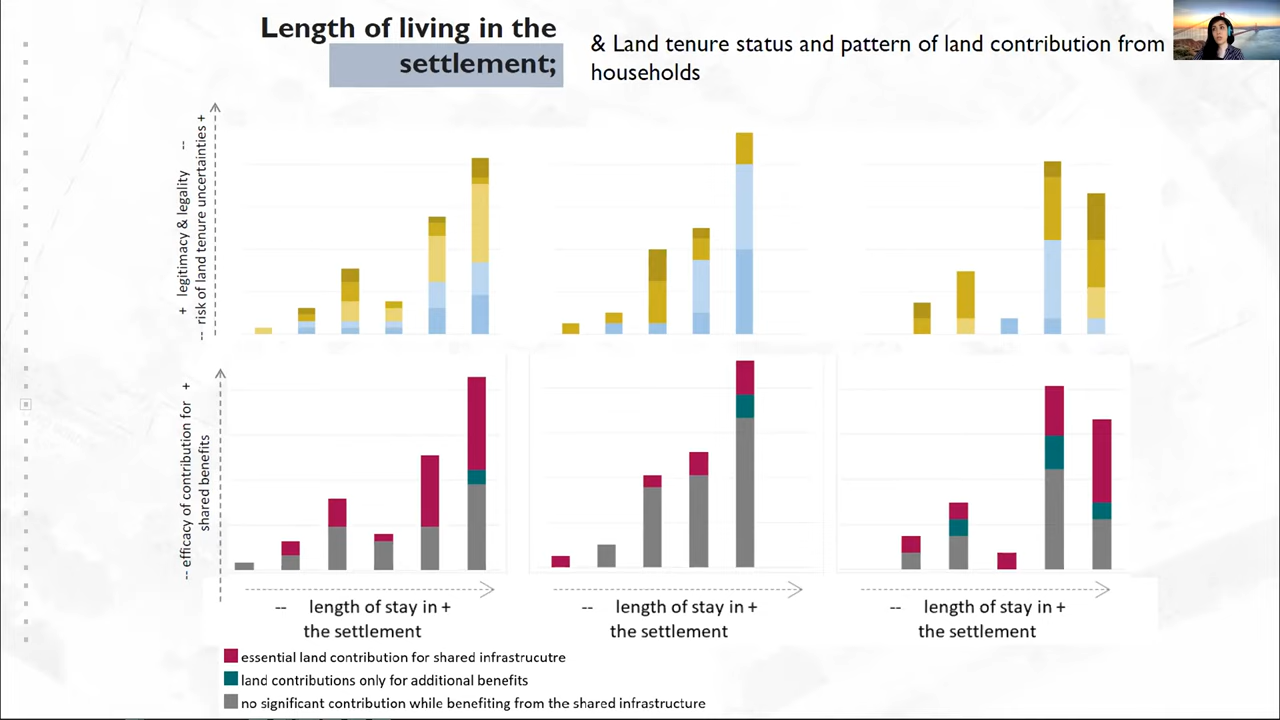 Length of living in the
settlement;
& Land tenure status and pattern of land contribution from
households
+ legitimacy & legality --
-- risk of land tenure uncertainties +
-- efficacy of contribution for +
shared benefits
-- length of stay in +
the settlement
-- length of stay in +
the settlement
-- length of stay in +
the settlement
essential land contribution for shared infrastrucutre
land contributions only for additional benefits
no significant contribution while benefiting from the shared infrastructure